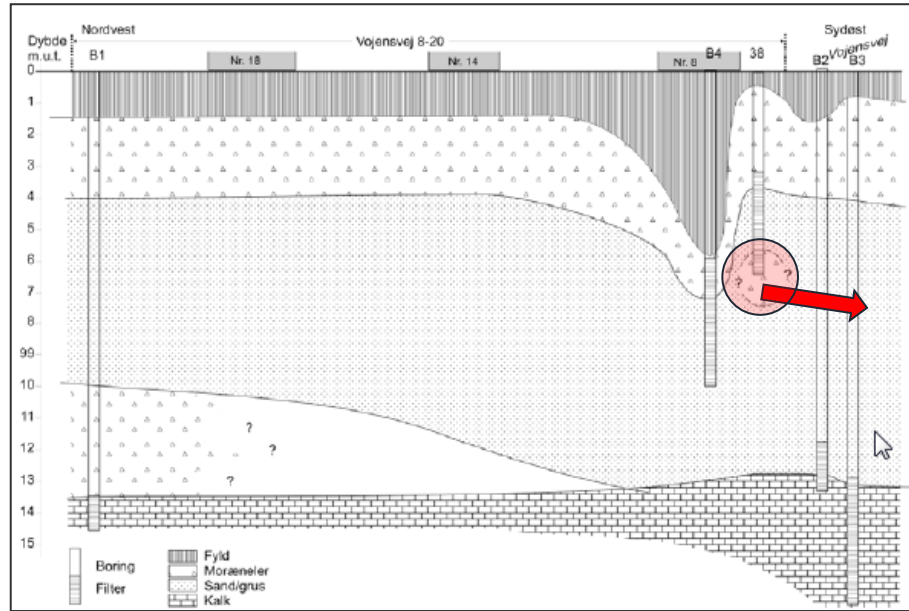 Nordvest
Sydøst
Dybde
m.u.t.
Vojensvej 8-20
Vojensvej
B1
Nr. 18
Nr. 14
Nr. 8
B4
38
B2
B3
0
1
2
3
4
5
6
7
8
99
10
11
12
13
14
15
?
?
?
?
?
Boring
Filter
Fyld
Moræneler
Sand/grus
Kalk